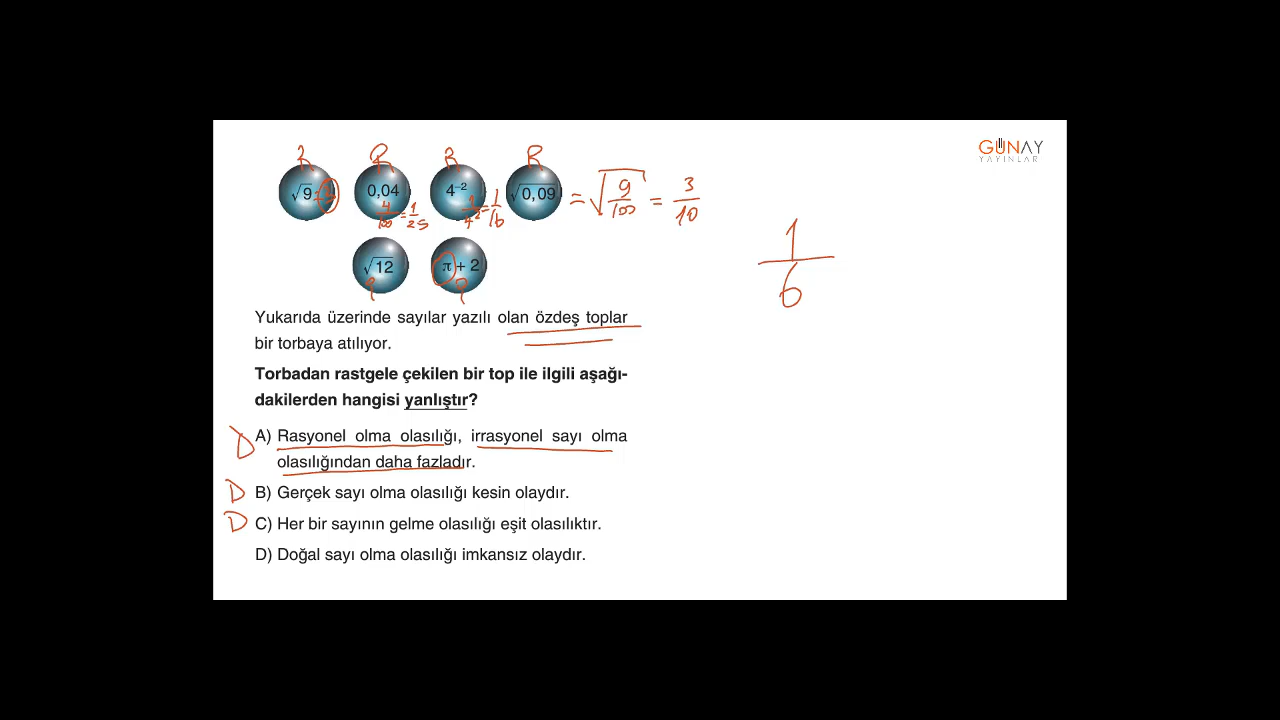 GÜNAY
YAYINLAR
R R R R
√9 =3 0,04 4⁻² √0,09 = √9/100 = 3/10
4/100 = 1/25 1/4² = 1/16
1/6
√12 π + 2
Yukarıda üzerinde sayılar yazılı olan özdeş toplar
bir torbaya atılıyor.
Torbadan rastgele çekilen bir top ile ilgili aşağı-
dakilerden hangisi yanlıştır?
D A) Rasyonel olma olasılığı, irrasyonel sayı olma
olasılığından daha fazladır.
D B) Gerçek sayı olma olasılığı kesin olaydır.
D C) Her bir sayının gelme olasılığı eşit olasılıktır.
D) Doğal sayı olma olasılığı imkansız olaydır.